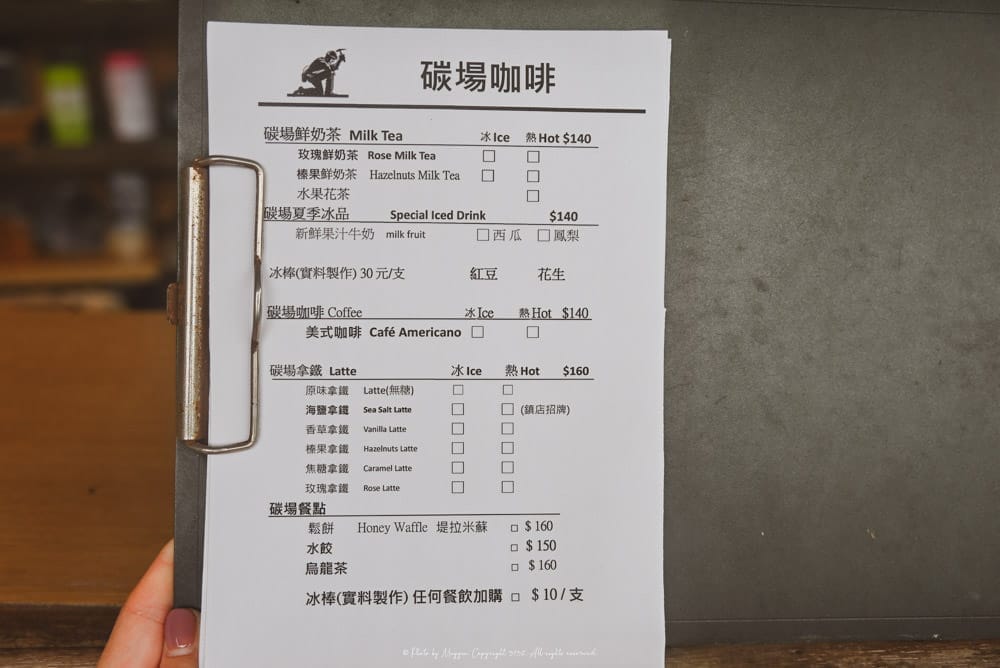 碳場咖啡
碳場鮮奶茶 Milk Tea 冰 Ice 熱 Hot $140
玫瑰鮮奶茶 Rose Milk Tea □ □
榛果鮮奶茶 Hazelnuts Milk Tea □ □
水果花茶 □
碳場夏季冰品 Special Iced Drink $140
新鮮果汁牛奶 milk fruit □ 西瓜 □ 鳳梨
冰棒(實料製作) 30 元/支 紅豆 花生
碳場咖啡 Coffee 冰 Ice 熱 Hot $140
美式咖啡 Café Americano □ □
碳場拿鐵 Latte 冰 Ice 熱 Hot $160
原味拿鐵 Latte(無糖) □ □
海鹽拿鐵 Sea Salt Latte □ □ (鎮店招牌)
香草拿鐵 Vanilla Latte □ □
榛果拿鐵 Hazelnuts Latte □ □
焦糖拿鐵 Caramel Latte □ □
玫瑰拿鐵 Rose Latte □ □
碳場餐點
鬆餅 Honey Waffle 堤拉米蘇 □ $ 160
水餃 □ $ 150
烏龍茶 □ $ 160
冰棒(實料製作) 任何餐飲加購 □ $ 10 / 支
© Photo by Copyright All rights reserved.